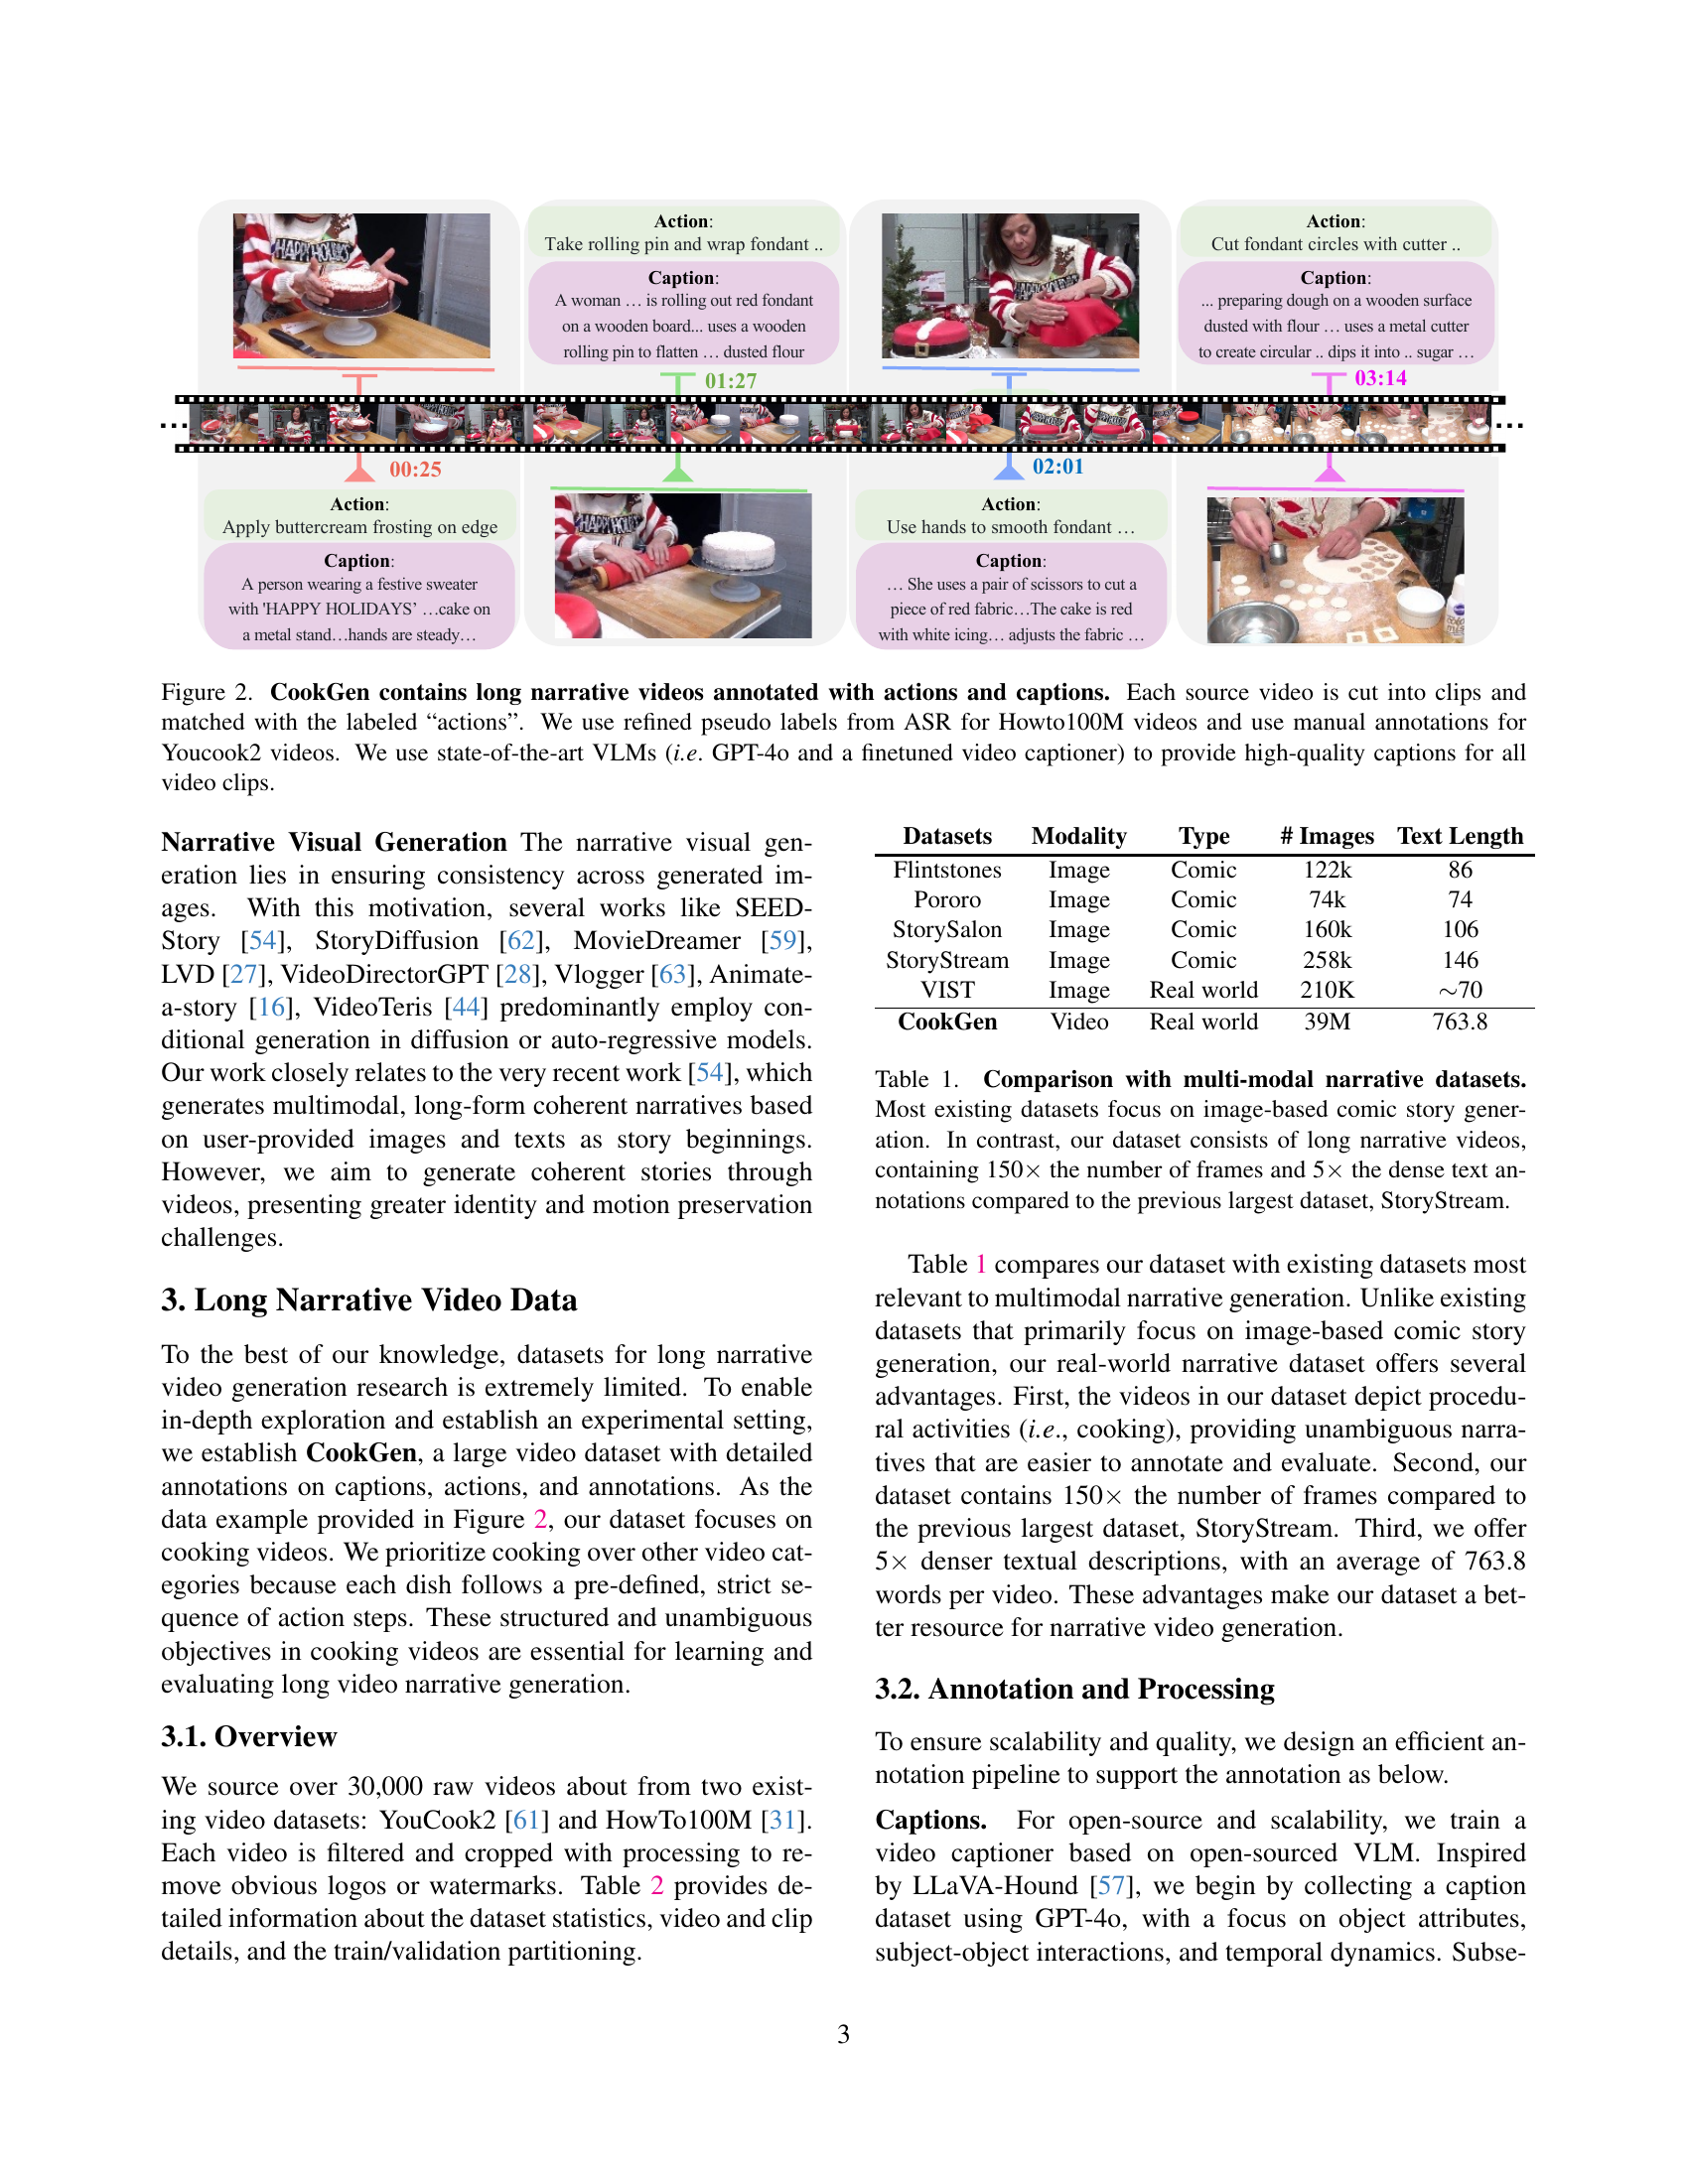 HAPPY HOLIDAYS
Action:
Take rolling pin and wrap fondant ..
Caption:
A woman … is rolling out red fondant
on a wooden board... uses a wooden
rolling pin to flatten … dusted flour
Action:
Cut fondant circles with cutter ..
Caption:
... preparing dough on a wooden surface
dusted with flour … uses a metal cutter
to create circular .. dips it into .. sugar …
01:27
03:14
...
...
00:25
02:01
Action:
Apply buttercream frosting on edge
Caption:
A person wearing a festive sweater
with 'HAPPY HOLIDAYS’ …cake on
a metal stand…hands are steady…
Action:
Use hands to smooth fondant …
Caption:
… She uses a pair of scissors to cut a
piece of red fabric…The cake is red
with white icing… adjusts the fabric …
Figure 2. CookGen contains long narrative videos annotated with actions and captions. Each source video is cut into clips and
matched with the labeled “actions”. We use refined pseudo labels from ASR for Howto100M videos and use manual annotations for
Youcook2 videos. We use state-of-the-art VLMs (i.e. GPT-4o and a finetuned video captioner) to provide high-quality captions for all
video clips.
Narrative Visual Generation The narrative visual gen-
eration lies in ensuring consistency across generated im-
ages. With this motivation, several works like SEED-
Story [54], StoryDiffusion [62], MovieDreamer [59],
LVD [27], VideoDirectorGPT [28], Vlogger [63], Animate-
a-story [16], VideoTeris [44] predominantly employ con-
ditional generation in diffusion or auto-regressive models.
Our work closely relates to the very recent work [54], which
generates multimodal, long-form coherent narratives based
on user-provided images and texts as story beginnings.
However, we aim to generate coherent stories through
videos, presenting greater identity and motion preservation
challenges.
3. Long Narrative Video Data
To the best of our knowledge, datasets for long narrative
video generation research is extremely limited. To enable
in-depth exploration and establish an experimental setting,
we establish CookGen, a large video dataset with detailed
annotations on captions, actions, and annotations. As the
data example provided in Figure 2, our dataset focuses on
cooking videos. We prioritize cooking over other video cat-
egories because each dish follows a pre-defined, strict se-
quence of action steps. These structured and unambiguous
objectives in cooking videos are essential for learning and
evaluating long video narrative generation.
3.1. Overview
We source over 30,000 raw videos about from two exist-
ing video datasets: YouCook2 [61] and HowTo100M [31].
Each video is filtered and cropped with processing to re-
move obvious logos or watermarks. Table 2 provides de-
tailed information about the dataset statistics, video and clip
details, and the train/validation partitioning.
Datasets Modality Type # Images Text Length
Flintstones Image Comic 122k 86
Pororo Image Comic 74k 74
StorySalon Image Comic 160k 106
StoryStream Image Comic 258k 146
VIST Image Real world 210K ∼70
CookGen Video Real world 39M 763.8
Table 1. Comparison with multi-modal narrative datasets.
Most existing datasets focus on image-based comic story gener-
ation. In contrast, our dataset consists of long narrative videos,
containing 150× the number of frames and 5× the dense text an-
notations compared to the previous largest dataset, StoryStream.
Table 1 compares our dataset with existing datasets most
relevant to multimodal narrative generation. Unlike existing
datasets that primarily focus on image-based comic story
generation, our real-world narrative dataset offers several
advantages. First, the videos in our dataset depict procedu-
ral activities (i.e., cooking), providing unambiguous narra-
tives that are easier to annotate and evaluate. Second, our
dataset contains 150× the number of frames compared to
the previous largest dataset, StoryStream. Third, we offer
5× denser textual descriptions, with an average of 763.8
words per video. These advantages make our dataset a bet-
ter resource for narrative video generation.
3.2. Annotation and Processing
To ensure scalability and quality, we design an efficient an-
notation pipeline to support the annotation as below.
Captions. For open-source and scalability, we train a
video captioner based on open-sourced VLM. Inspired
by LLaVA-Hound [57], we begin by collecting a caption
dataset using GPT-4o, with a focus on object attributes,
subject-object interactions, and temporal dynamics. Subse-
3